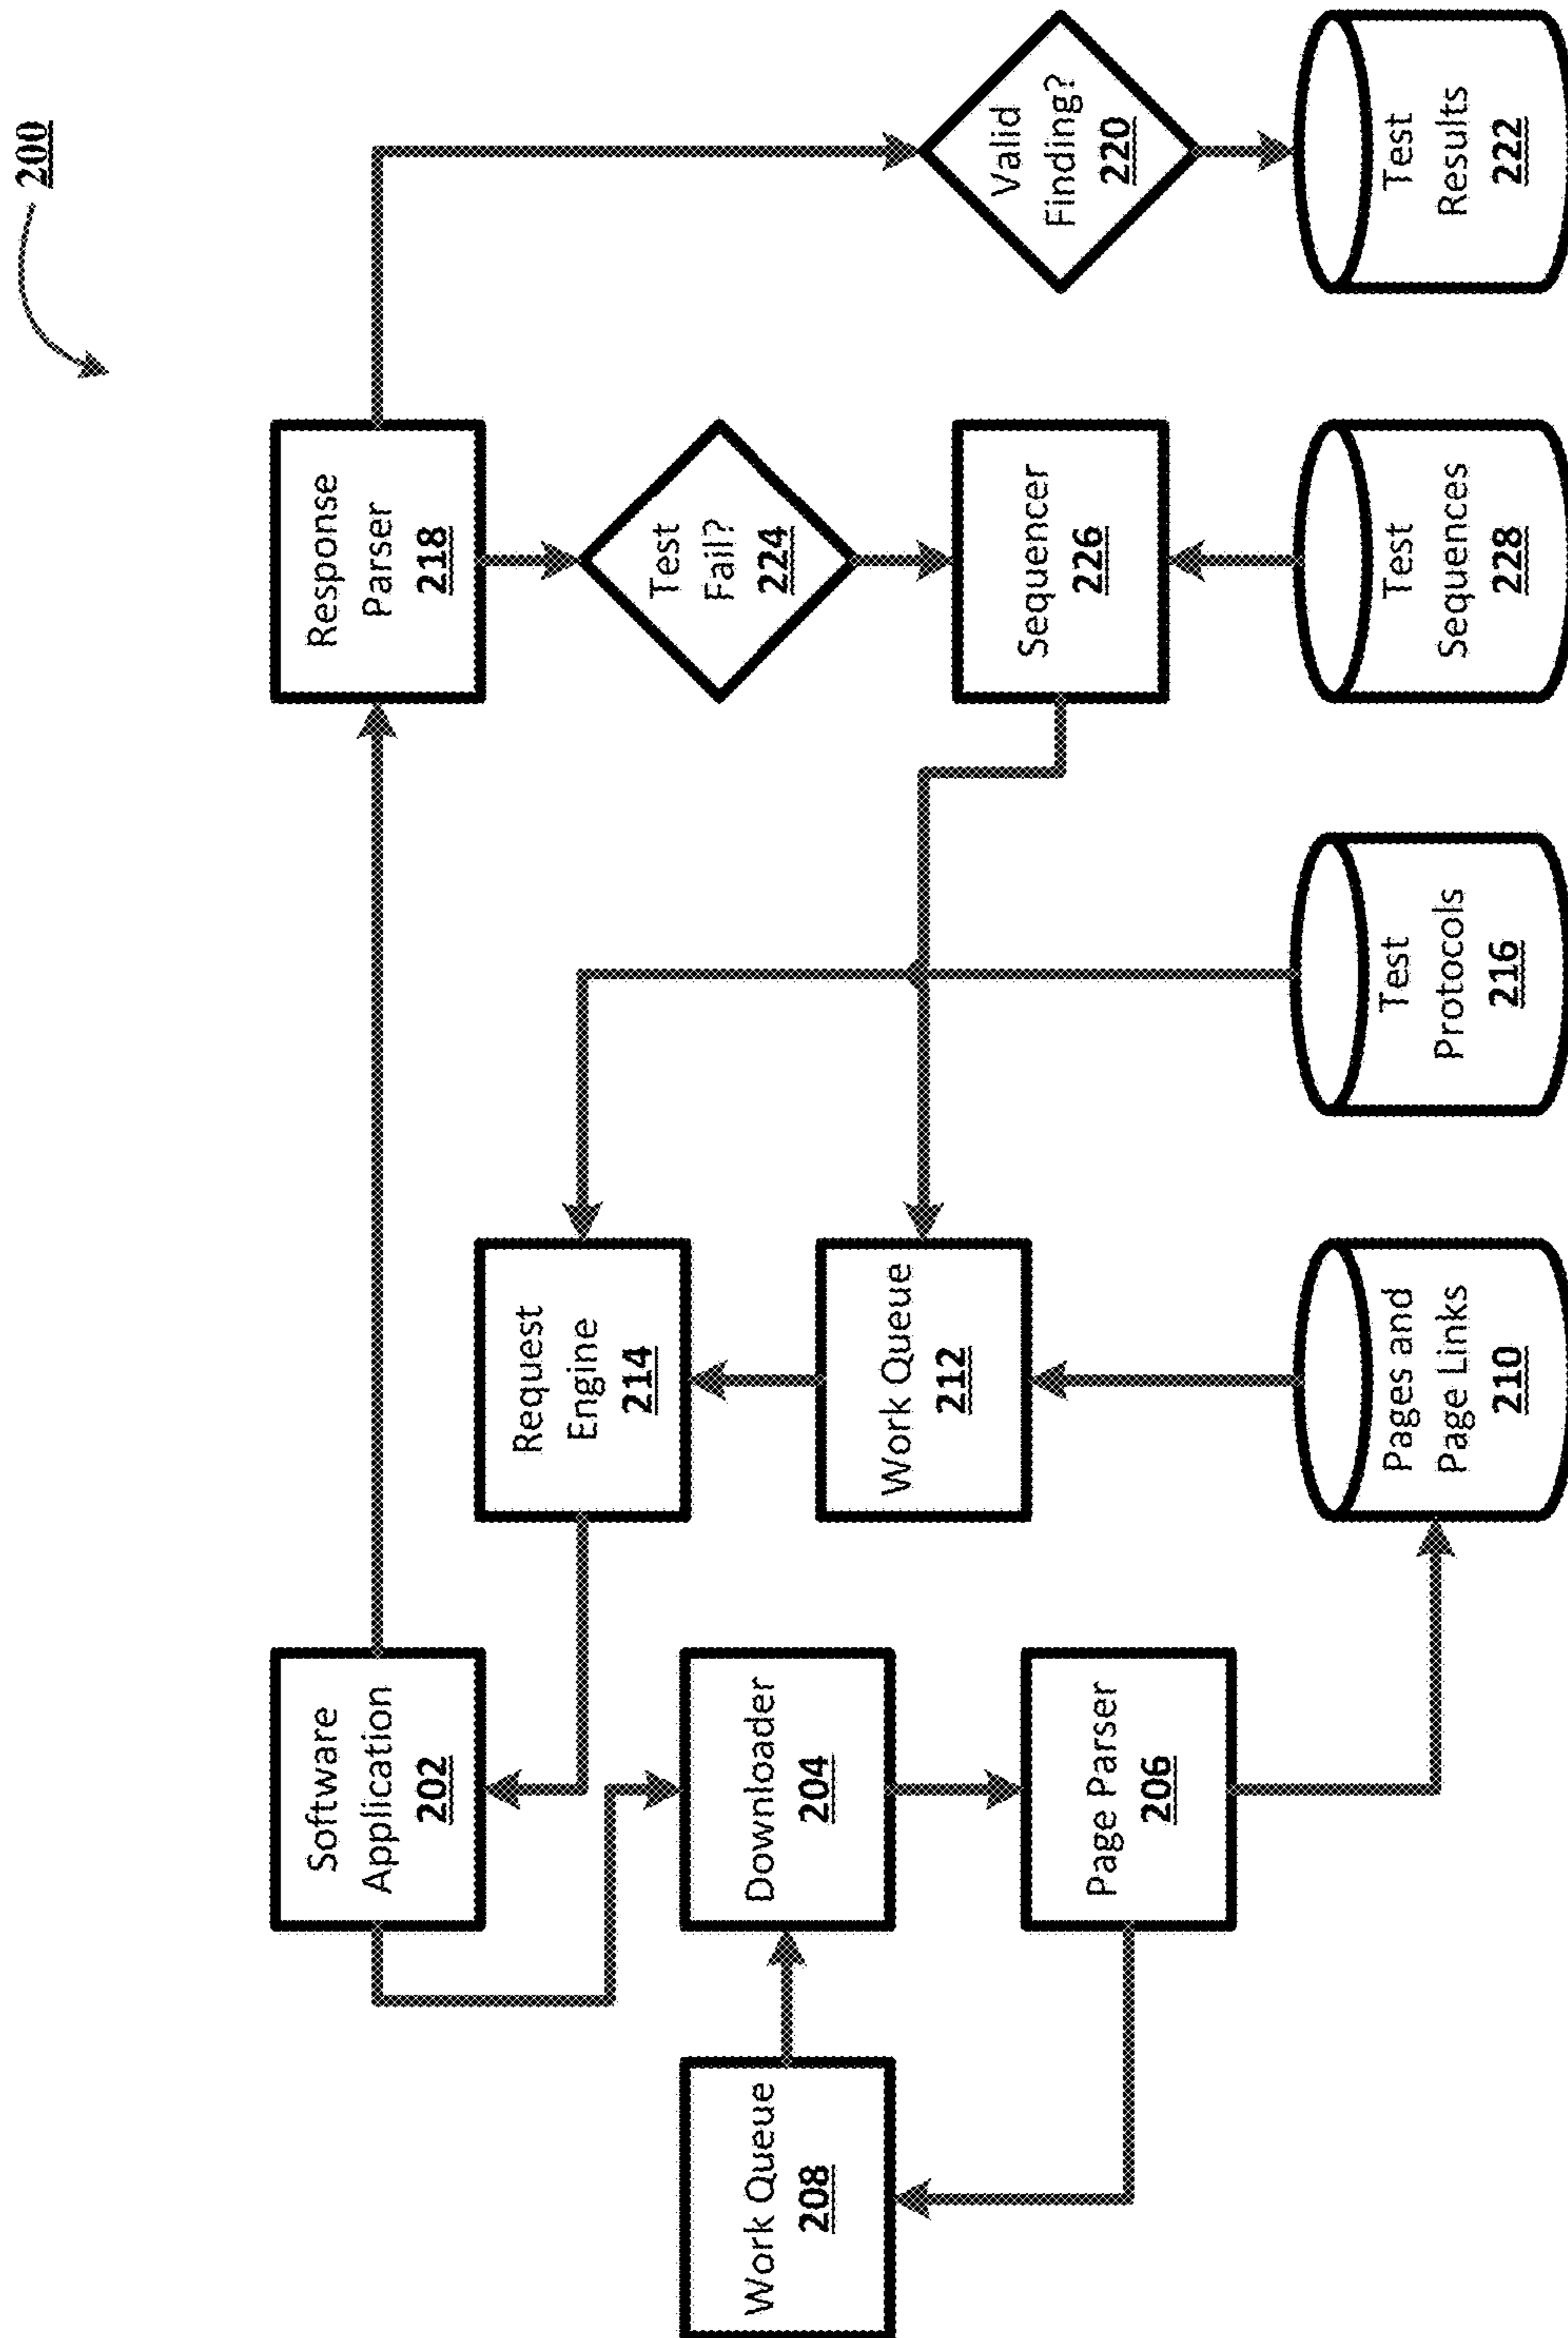 200
Software
Application
202
Response
Parser
218
Request
Engine
214
Work Queue
208
Downloader
204
Test
Fail?
224
Work Queue
212
Valid
Finding?
220
Page Parser
206
Sequencer
226
Pages and
Page Links
210
Test
Protocols
216
Test
Sequences
228
Test
Results
222